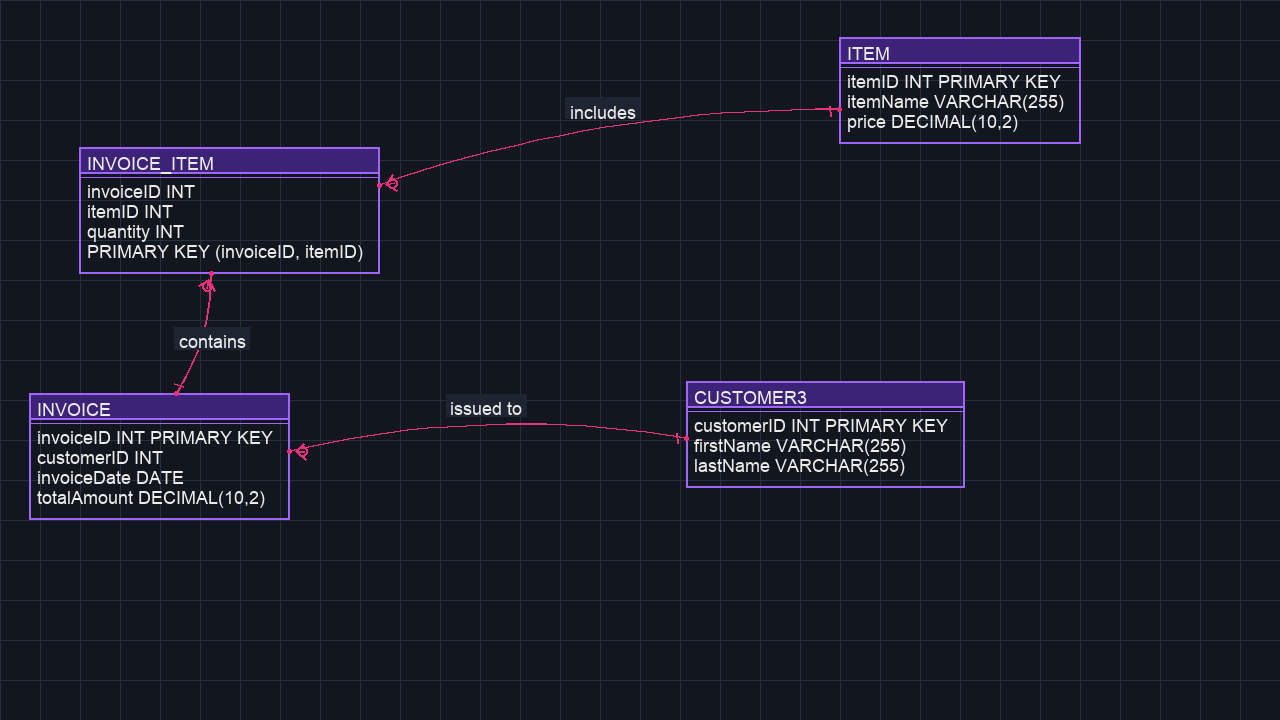 ITEM
itemID INT PRIMARY KEY
itemName VARCHAR(255)
price DECIMAL(10,2)
includes
INVOICE_ITEM
invoiceID INT
itemID INT
quantity INT
PRIMARY KEY (invoiceID, itemID)
contains
INVOICE
invoiceID INT PRIMARY KEY
customerID INT
invoiceDate DATE
totalAmount DECIMAL(10,2)
issued to
CUSTOMER3
customerID INT PRIMARY KEY
firstName VARCHAR(255)
lastName VARCHAR(255)